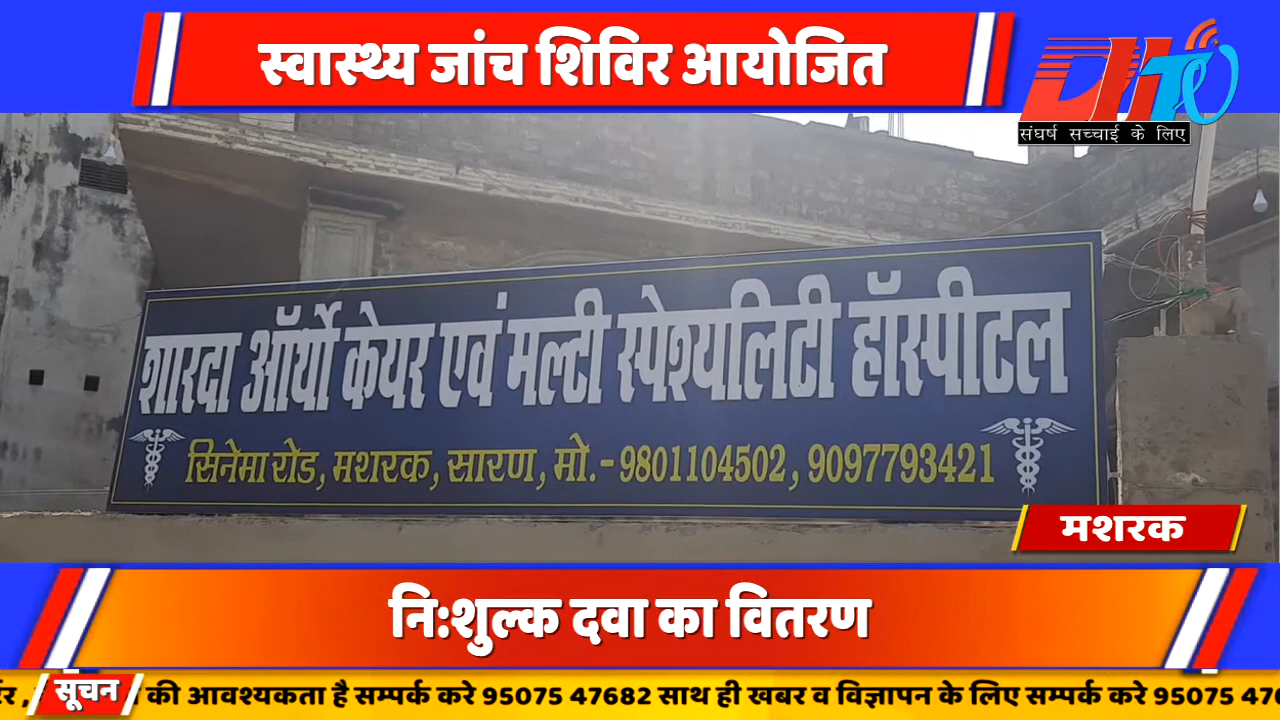 स्वास्थ्य जांच शिविर आयोजित
संघर्ष सच्चाई के लिए
शारदा ऑर्थो केयर एवं मल्टी स्पेश्यलिटी हॉस्पीटल
सिनेमा रोड, मशरक, सारण, मो.- 9801104502, 9097793421
मशरक
नि:शुल्क दवा का वितरण
सूचन की आवश्यकता है सम्पर्क करे 95075 47682 साथ ही खबर व विज्ञापन के लिए सम्पर्क करे 95075